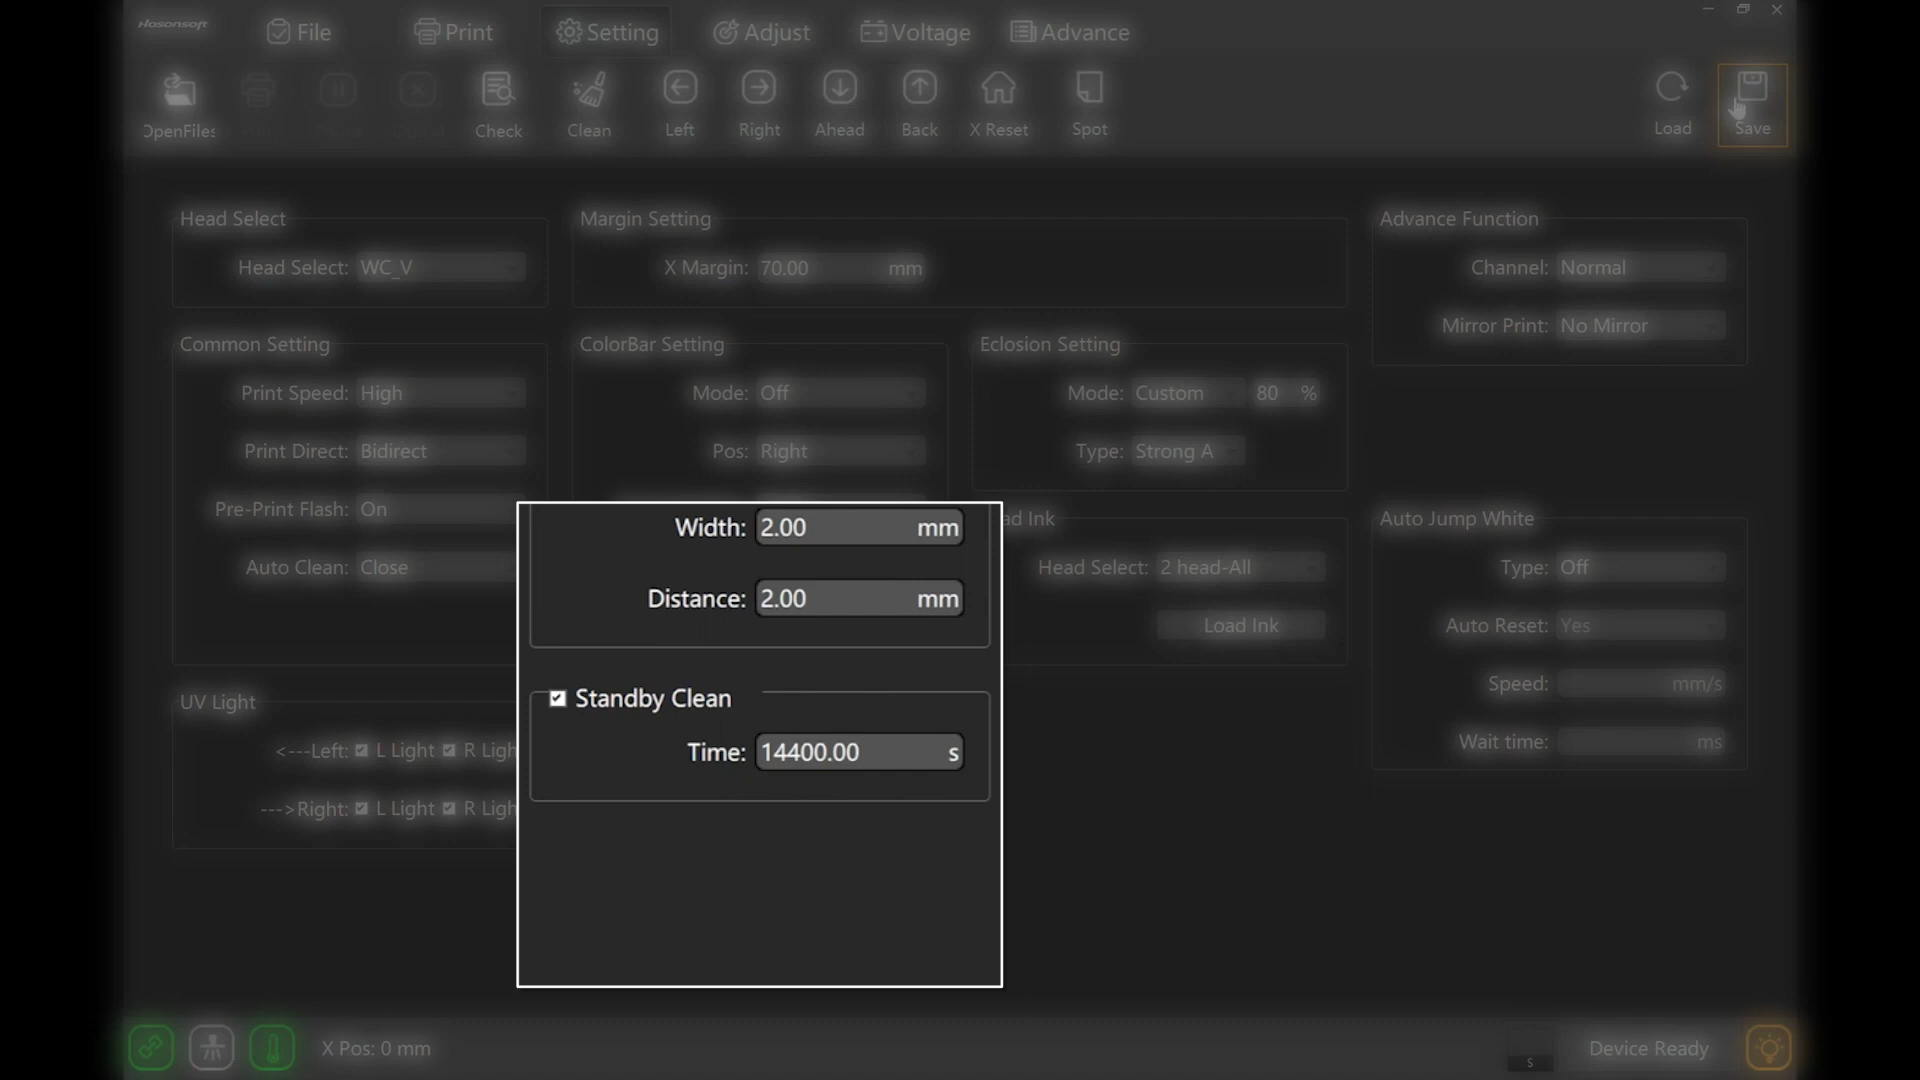 Hosonsoft
File
Print
Setting
Adjust
Voltage
Advance
OpenFiles
Check
Clean
Left
Right
Ahead
Back
X Reset
Spot
Load
Save
Head Select
Head Select: WC_V
Margin Setting
X Margin: 70.00 mm
Advance Function
Channel: Normal
Mirror Print: No Mirror
Common Setting
Print Speed: High
Print Direct: Bidirect
Pre-Print Flash: On
Auto Clean: Close
ColorBar Setting
Mode: Off
Pos: Right
Width: 2.00 mm
Distance: 2.00 mm
Standby Clean
Time: 14400.00 s
Eclosion Setting
Mode: Custom 80 %
Type: Strong A
Ink
Head Select: 2 head-All
Load Ink
Auto Jump White
Type: Off
Auto Reset: Yes
Speed: mm/s
Wait time: ms
UV Light
<---Left: L Light R Ligh
--->Right: L Light R Ligh
X Pos: 0 mm
s
Device Ready